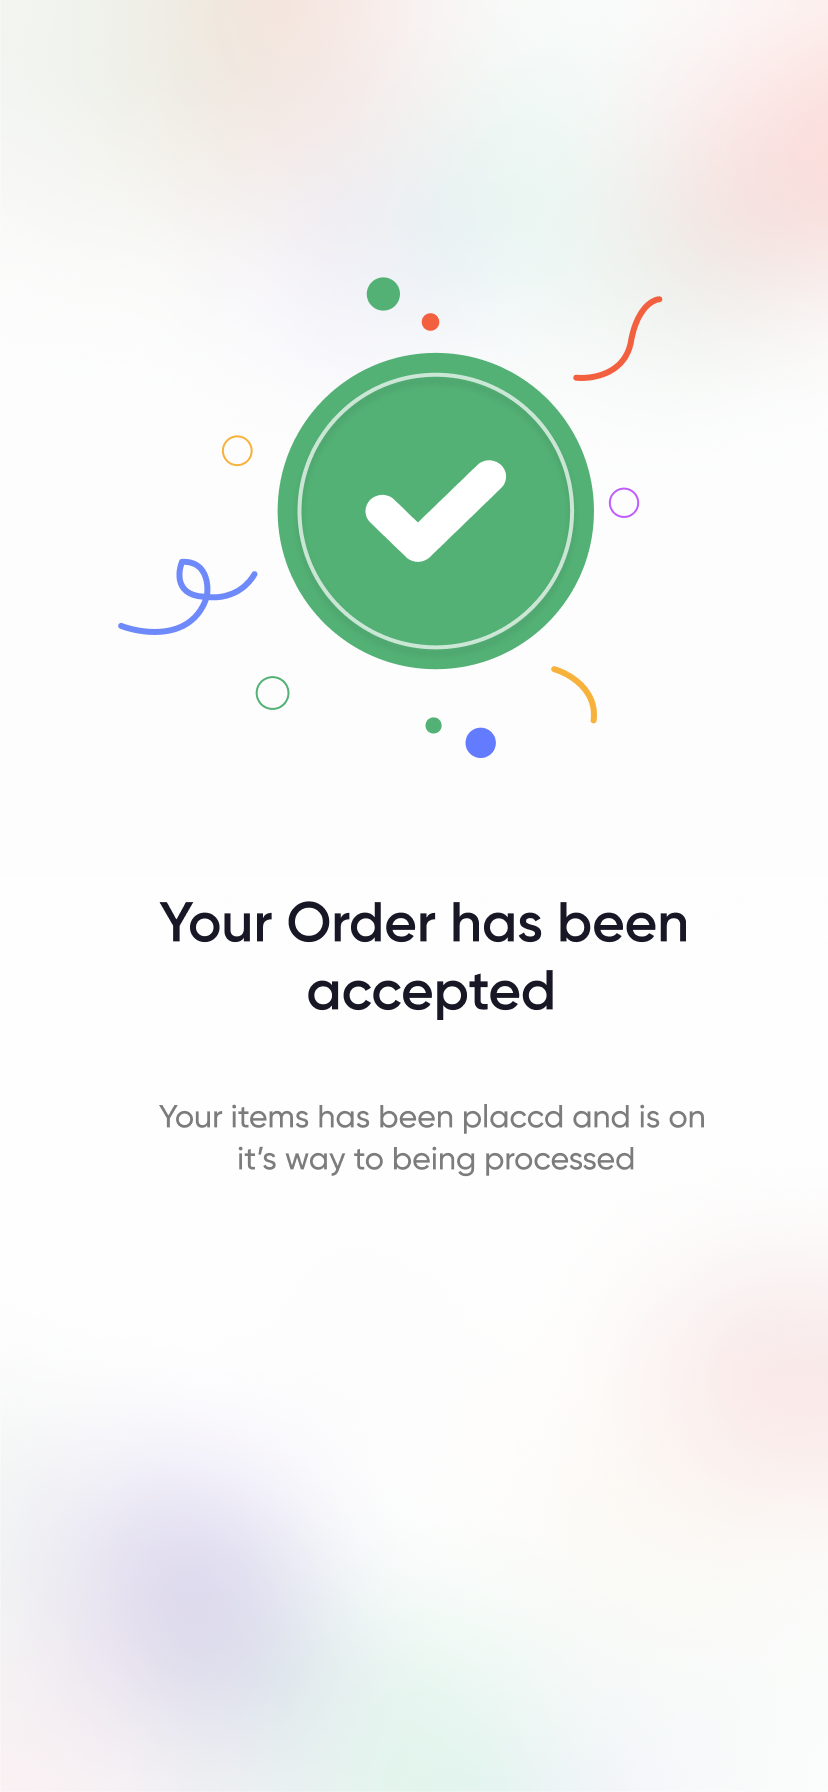 Your Order has been
accepted
Your items has been placcd and is on
it’s way to being processed